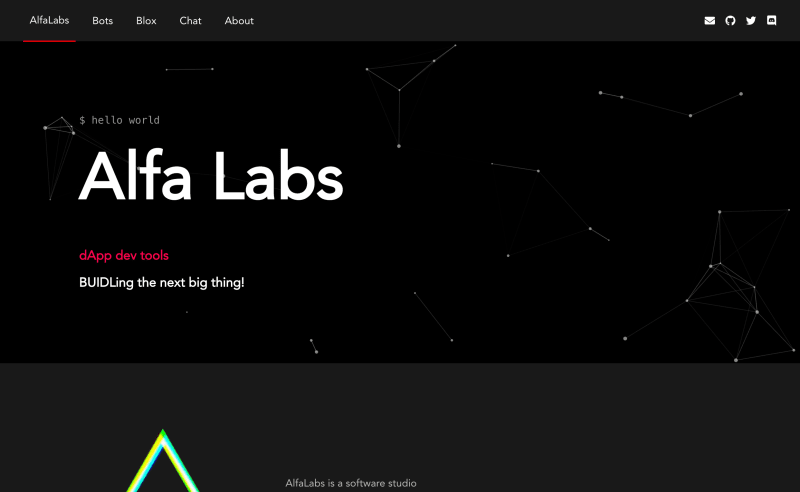 AlfaLabs Bots Blox Chat About
$ hello world
Alfa Labs
dApp dev tools
BUIDLing the next big thing!
AlfaLabs is a software studio